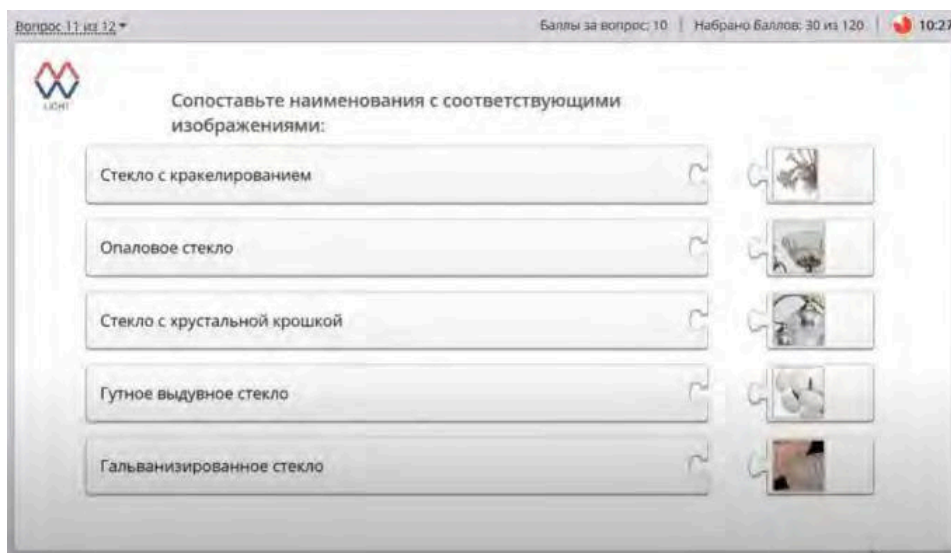 Вопрос 11 из 12
Баллы за вопрос: 10 | Набрано баллов: 30 из 120 | 10:27
LIGHT
Сопоставьте наименования с соответствующими
изображениями:
Стекло с кракелированием
Опаловое стекло
Стекло с хрустальной крошкой
Гутное выдувное стекло
Гальванизированное стекло